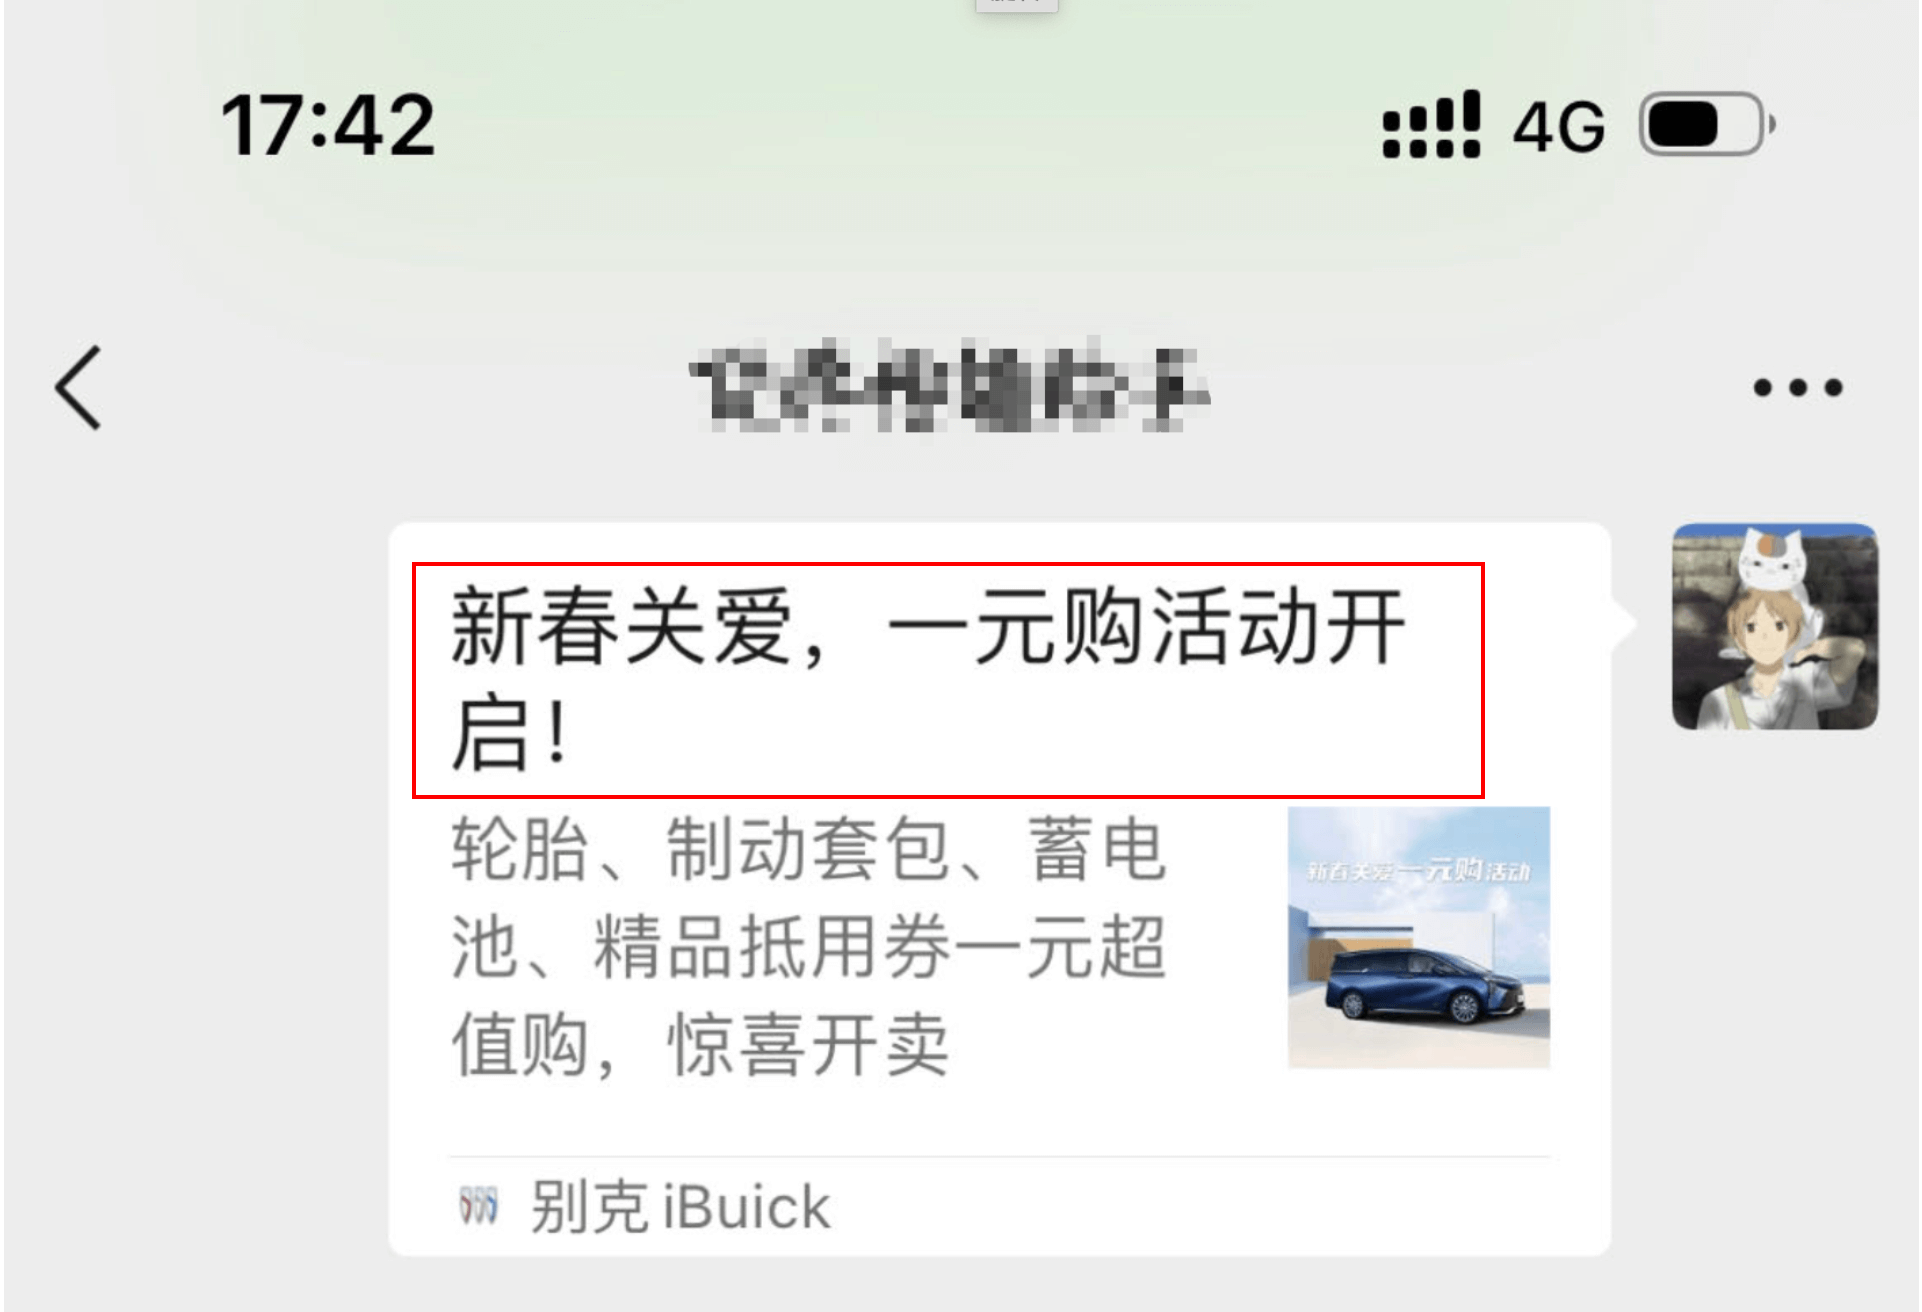 17:42
4G
新春关爱，一元购活动开
启！
轮胎、制动套包、蓄电
池、精品抵用券一元超
值购，惊喜开卖
新春关爱一元购活动
别克 iBuick